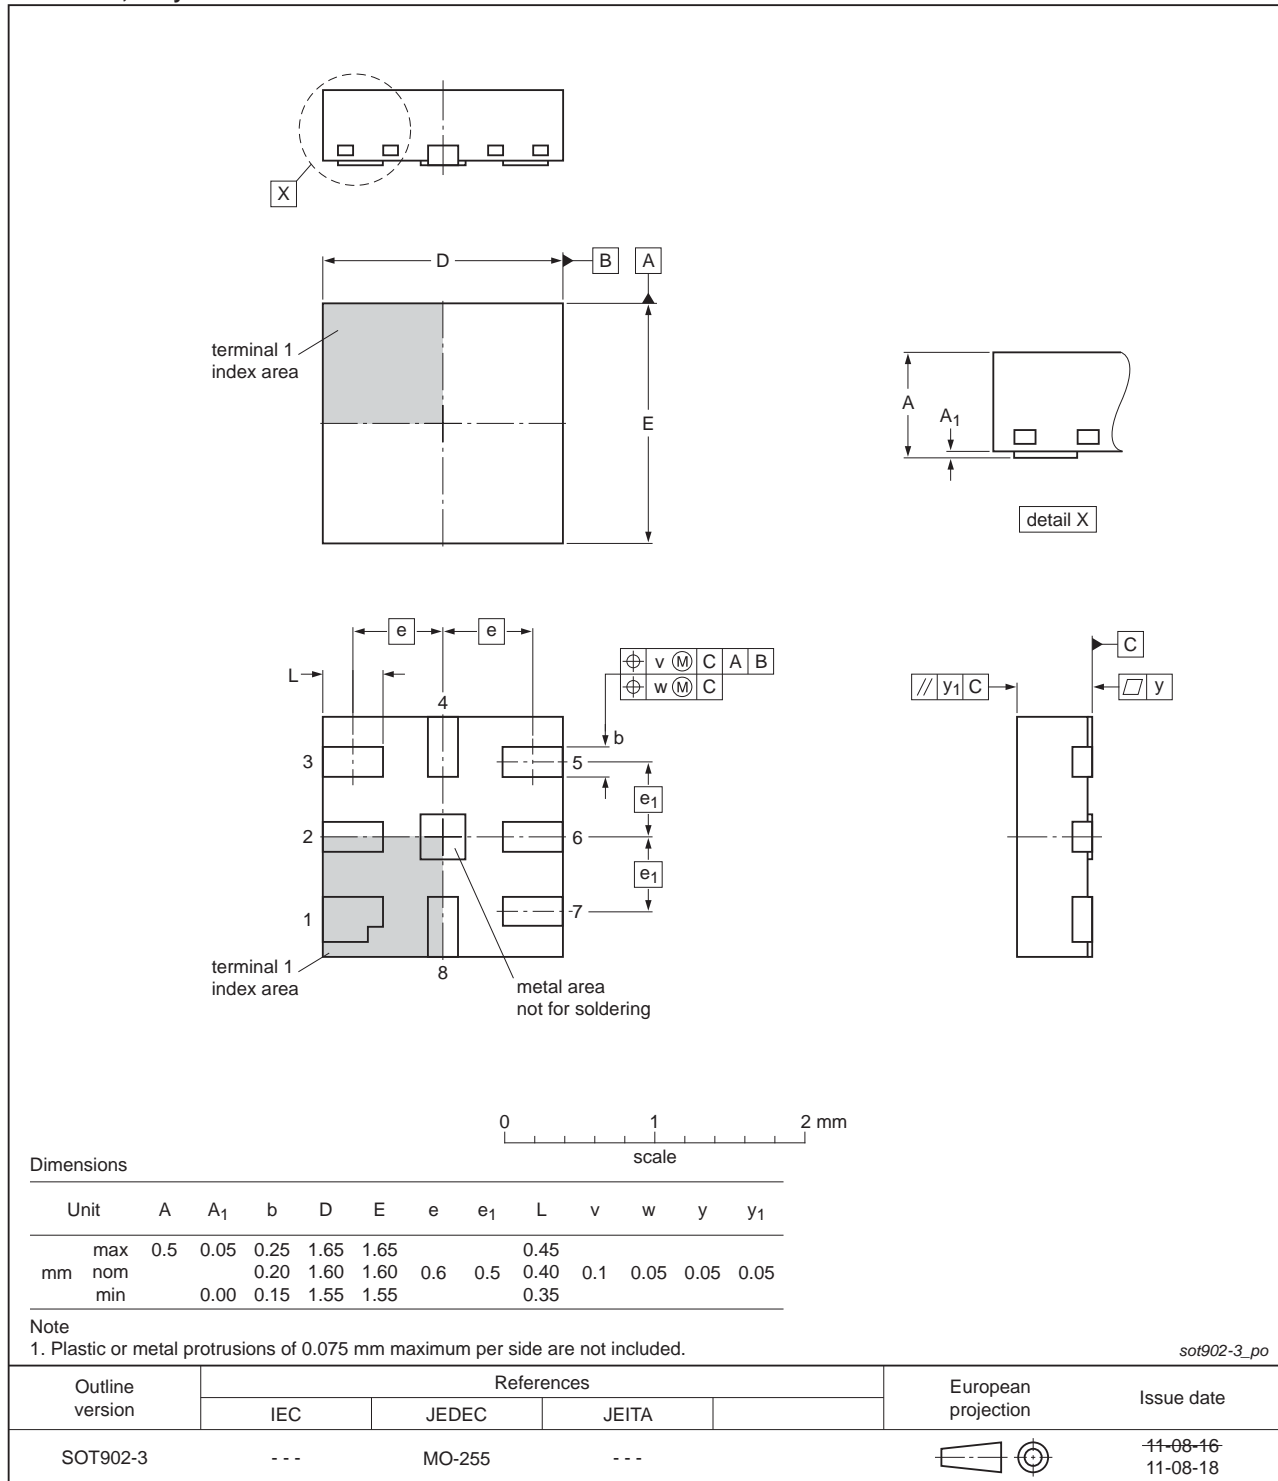 X
D
B
A
terminal 1
index area
E
A
A1
detail X
e
e
L
v M C A B
w M C
C
y1 C
y
4
b
3
5
e1
2
6
e1
1
7
terminal 1
index area
8
metal area
not for soldering
0 1 2 mm
scale
Dimensions
Unit A A1 b D E e e1 L v w y y1
max 0.5 0.05 0.25 1.65 1.65 0.45
mm nom 0.20 1.60 1.60 0.6 0.5 0.40 0.1 0.05 0.05 0.05
min 0.00 0.15 1.55 1.55 0.35
Note
1. Plastic or metal protrusions of 0.075 mm maximum per side are not included.
sot902-3_po
Outline
version
References
European
projection
Issue date
IEC JEDEC JEITA
SOT902-3 - - - MO-255 - - -
11-08-16
11-08-18